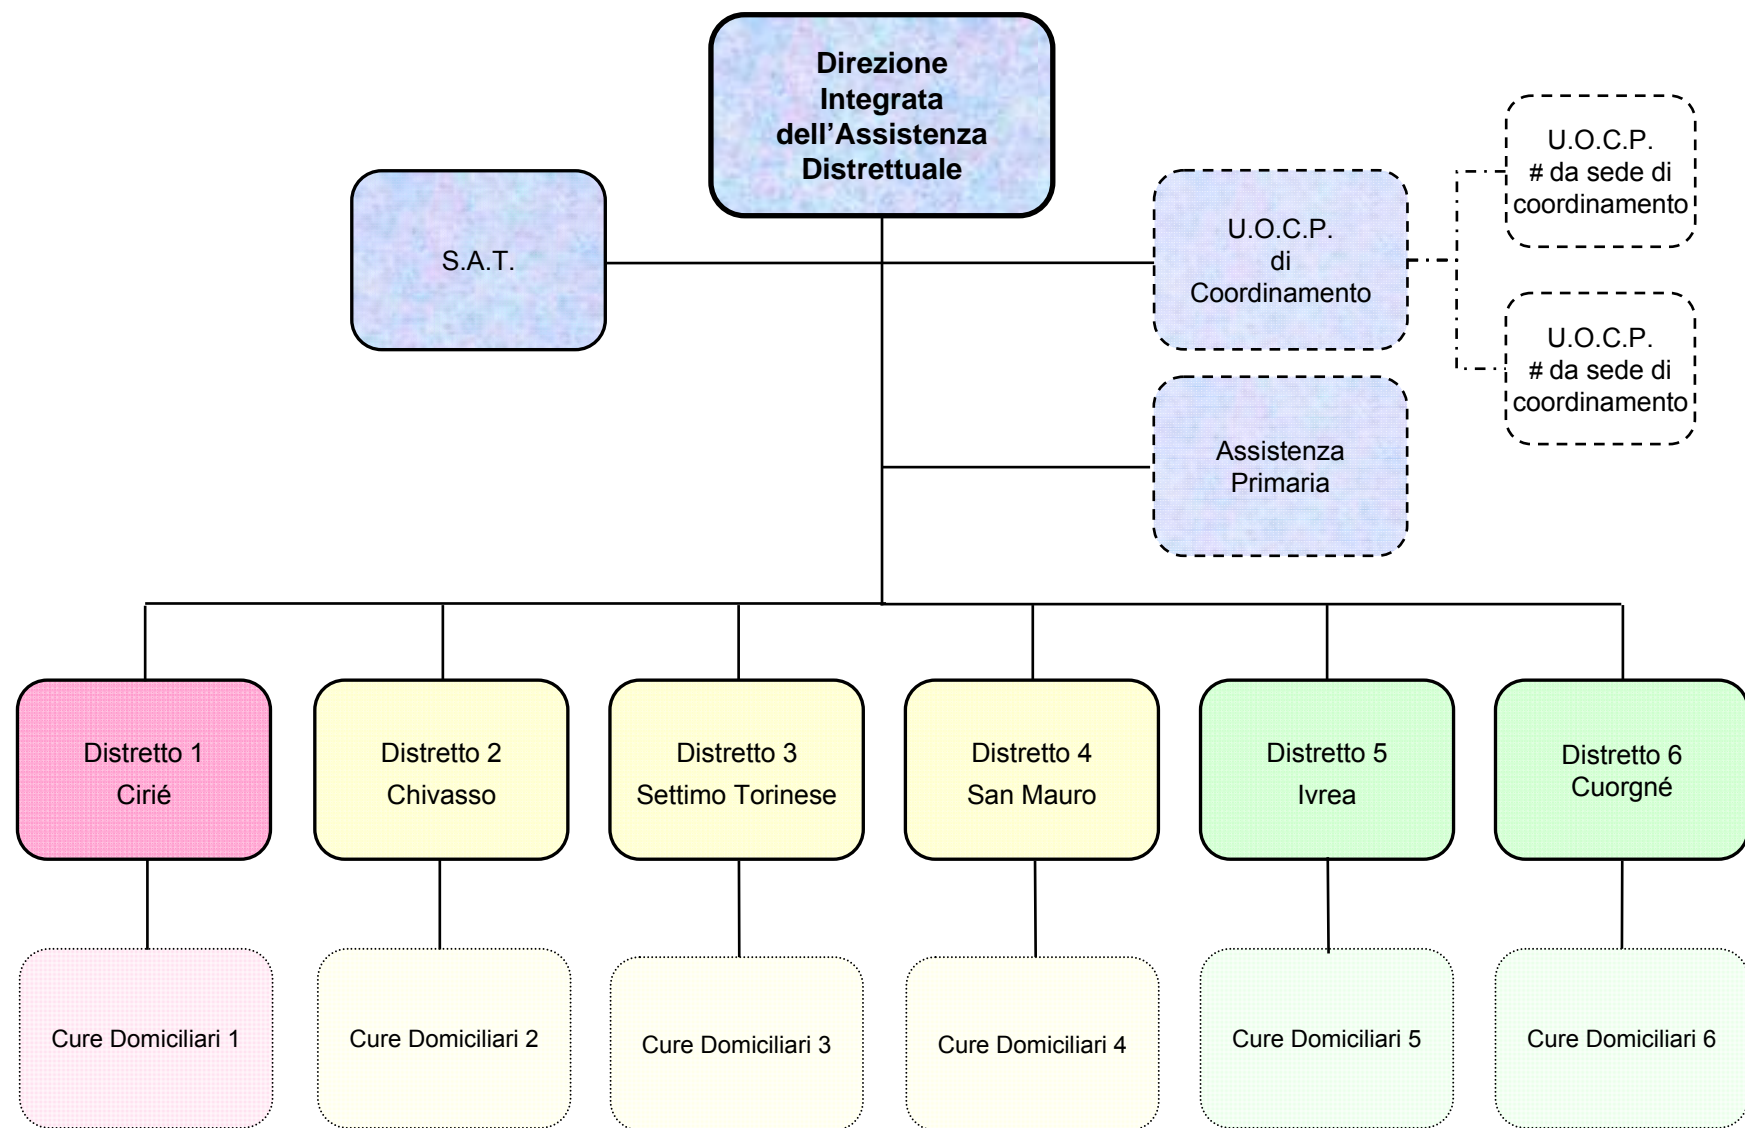 Direzione
Integrata
dell’Assistenza
Distrettuale
S.A.T.
U.O.C.P.
di
Coordinamento
U.O.C.P.
# da sede di
coordinamento
U.O.C.P.
# da sede di
coordinamento
Assistenza
Primaria
Distretto 1
Cirié
Distretto 2
Chivasso
Distretto 3
Settimo Torinese
Distretto 4
San Mauro
Distretto 5
Ivrea
Distretto 6
Cuorgné
Cure Domiciliari 1
Cure Domiciliari 2
Cure Domiciliari 3
Cure Domiciliari 4
Cure Domiciliari 5
Cure Domiciliari 6